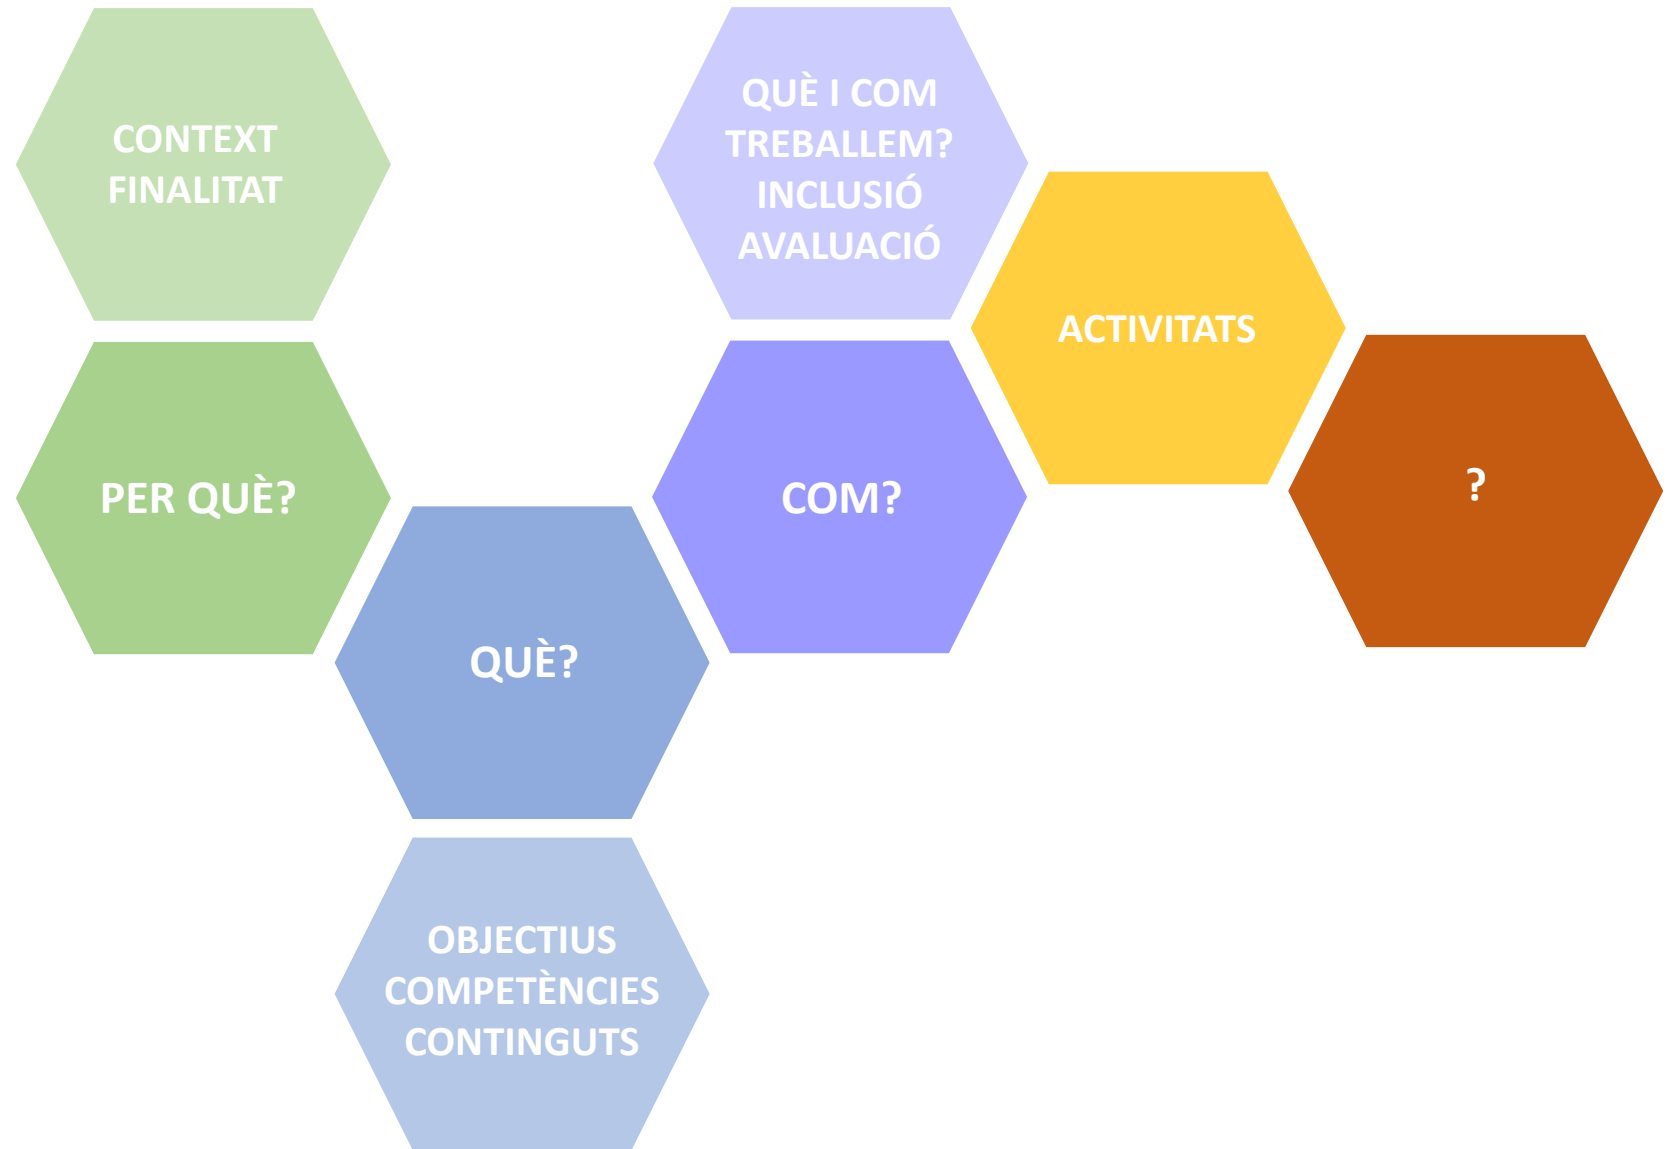 CONTEXT
FINALITAT
PER QUÈ?
QUÈ?
OBJECTIUS
COMPETÈNCIES
CONTINGUTS
QUÈ I COM
TREBALLEM?
INCLUSIÓ
AVALUACIÓ
COM?
ACTIVITATS
?